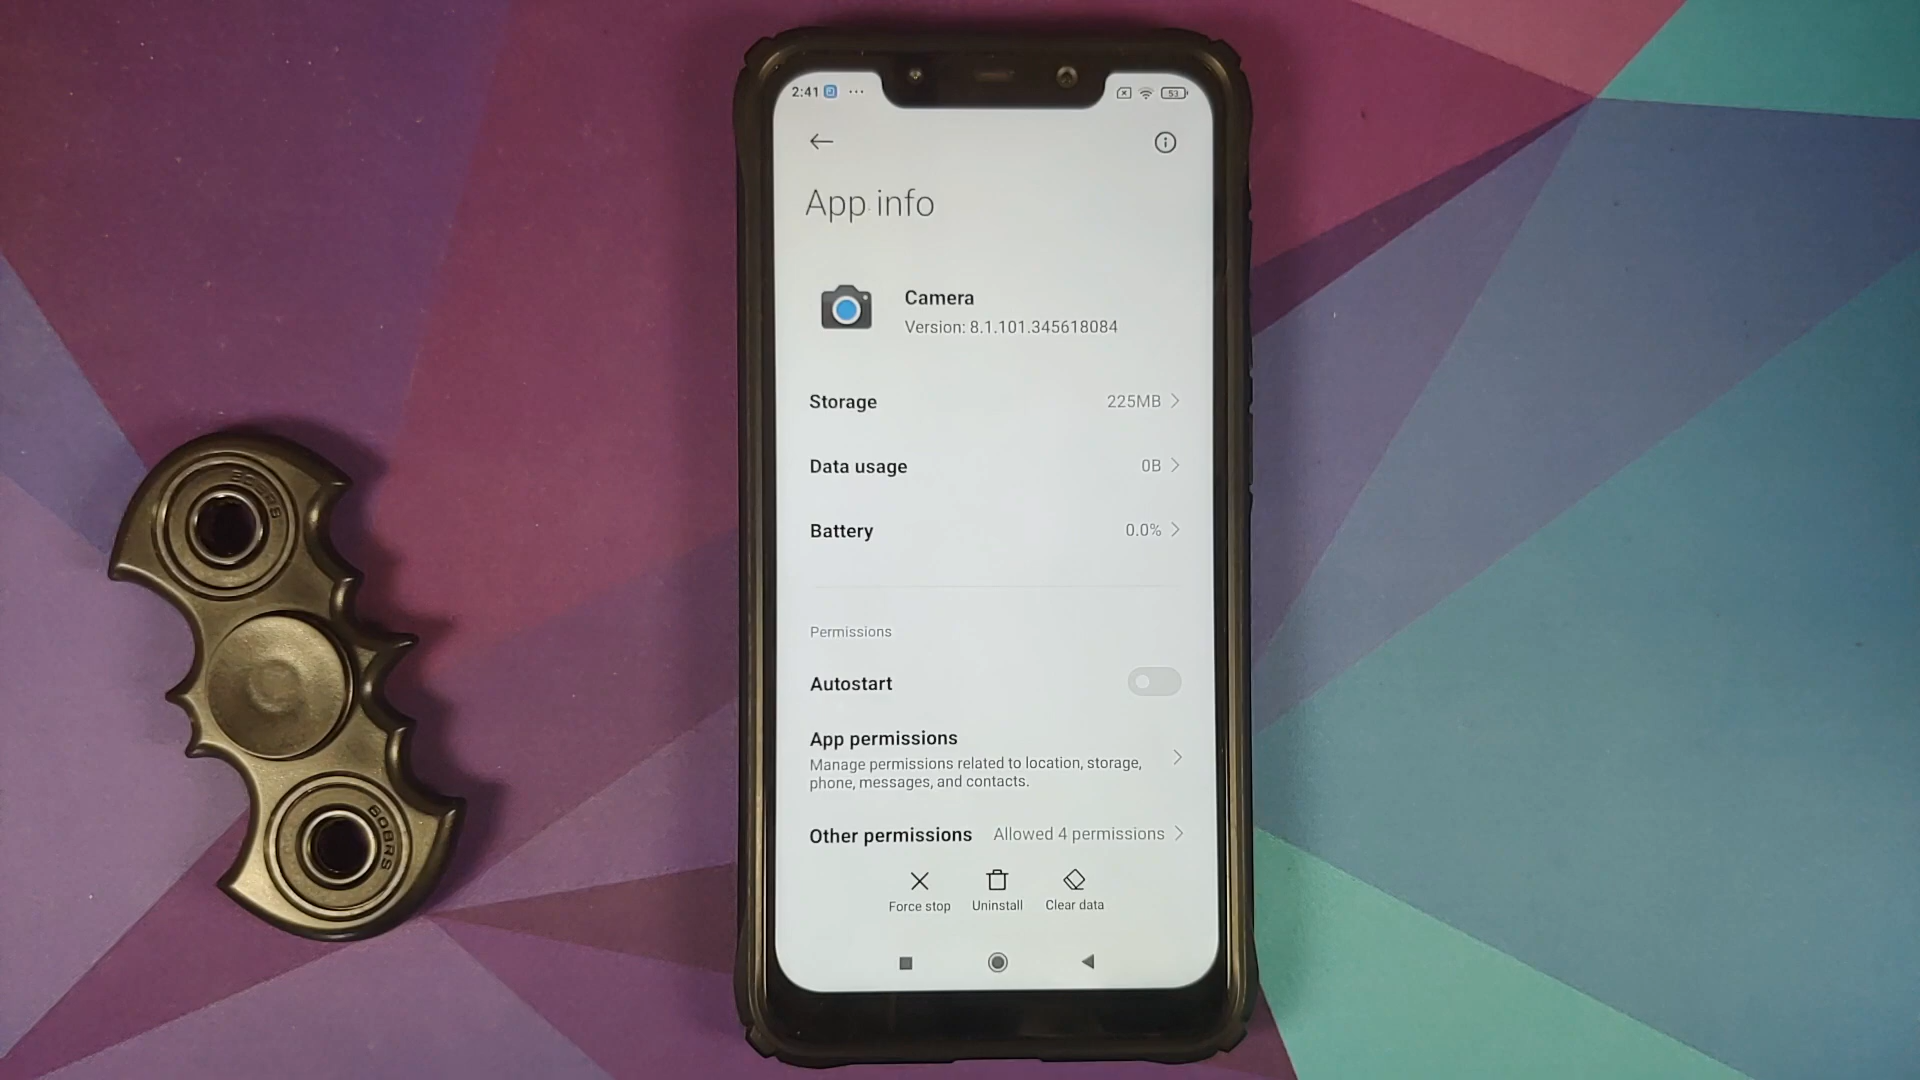 2:41 ...
53
App info
Camera
Version: 8.1.101.345618084
Storage 225MB
Data usage 0B
Battery 0.0%
Permissions
Autostart
App permissions
Manage permissions related to location, storage,
phone, messages, and contacts.
Other permissions Allowed 4 permissions
Force stop Uninstall Clear data
608RS